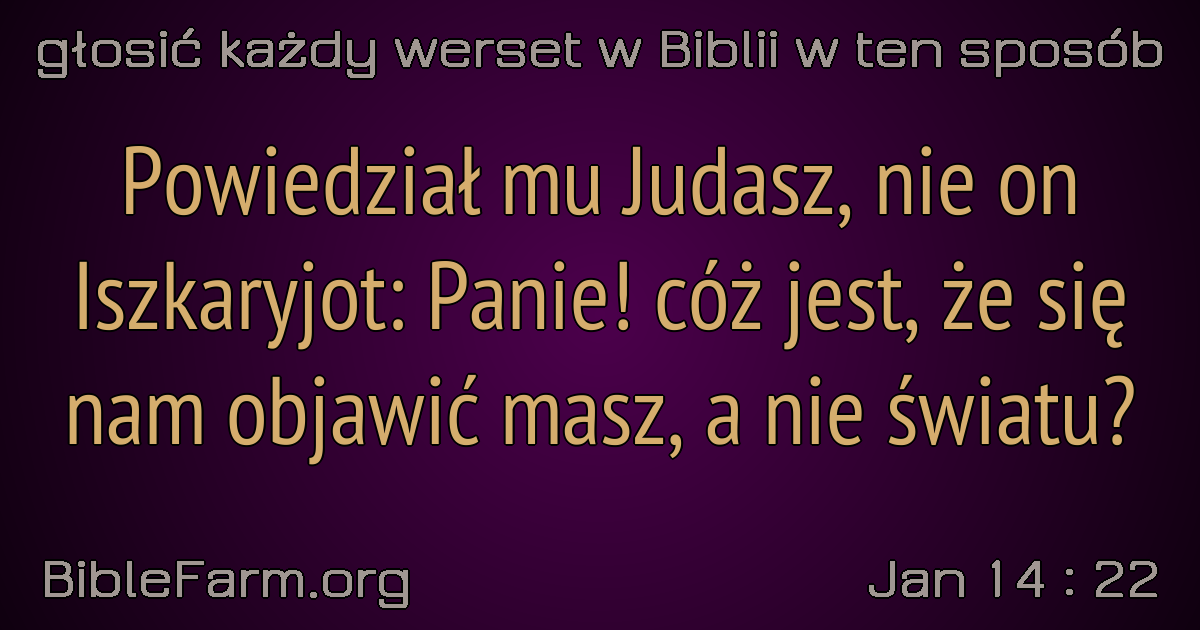 głosić każdy werset w Biblii w ten sposób
Powiedział mu Judasz, nie on
Iszkaryjot: Panie! cóż jest, że się
nam objawić masz, a nie światu?
BibleFarm.org
Jan 14 : 22